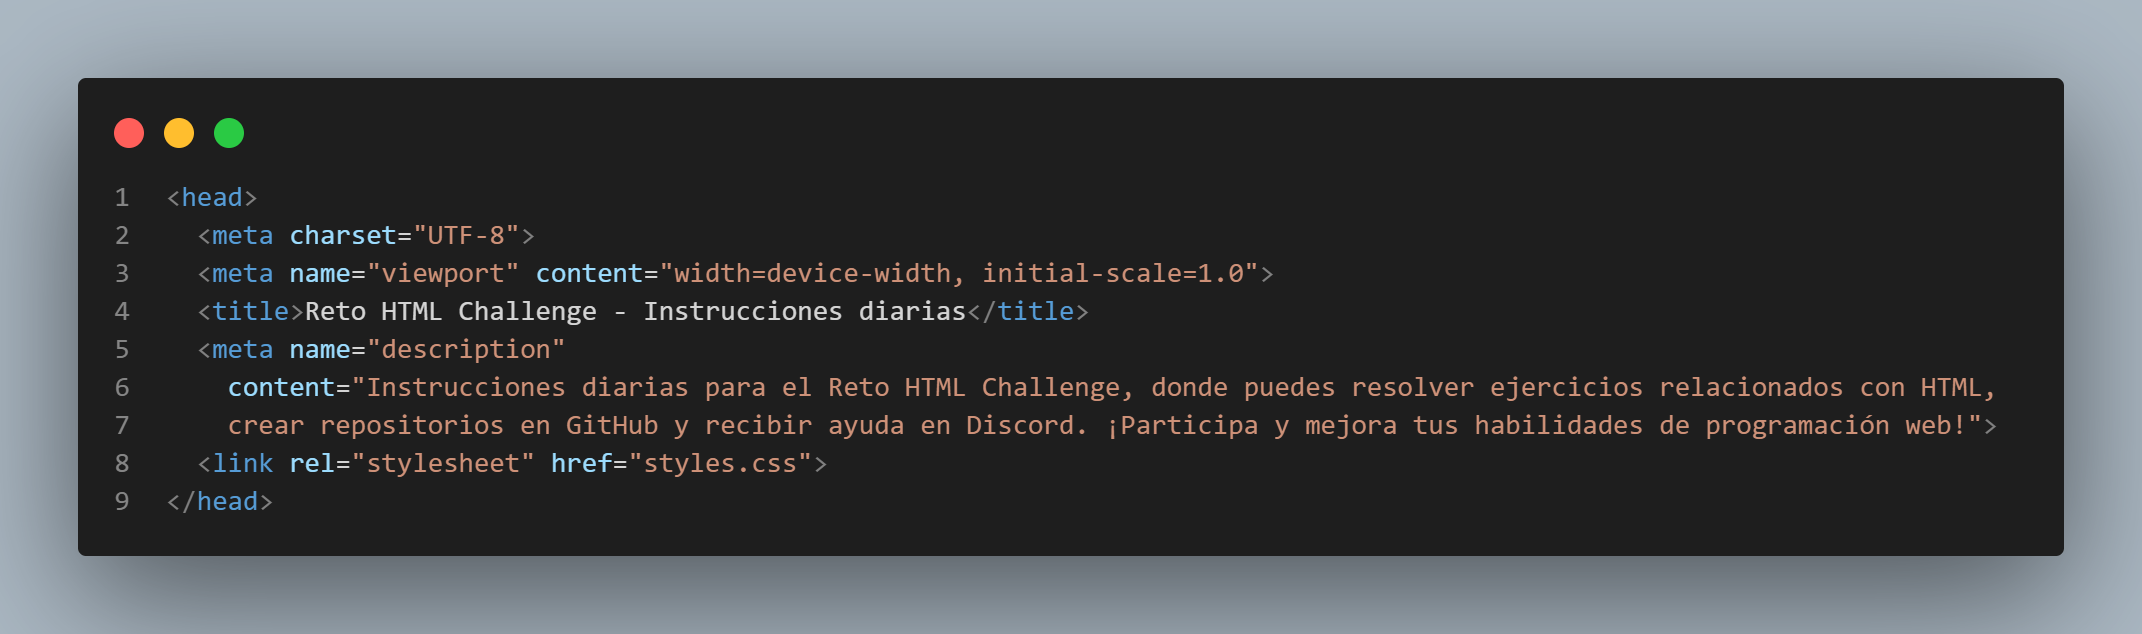 1 <head>
2   <meta charset="UTF-8">
3   <meta name="viewport" content="width=device-width, initial-scale=1.0">
4   <title>Reto HTML Challenge - Instrucciones diarias</title>
5   <meta name="description"
6     content="Instrucciones diarias para el Reto HTML Challenge, donde puedes resolver ejercicios relacionados con HTML,
7     crear repositorios en GitHub y recibir ayuda en Discord. ¡Participa y mejora tus habilidades de programación web!">
8   <link rel="stylesheet" href="styles.css">
9 </head>